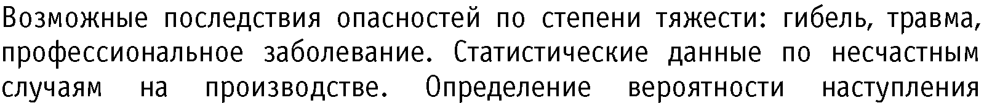 Возможные последствия опасностей по степени тяжести: гибель, травма,
профессиональное заболевание. Статистические данные по несчастным
случаям на производстве. Определение вероятности наступления